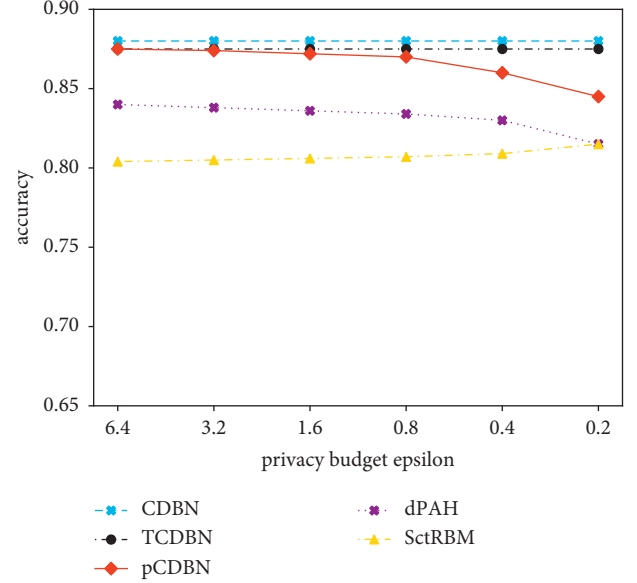 0.90
0.85
0.80
0.75
0.70
0.65
accuracy
6.4 3.2 1.6 0.8 0.4 0.2
privacy budget epsilon
CDBN
TCDBN
pCDBN
dPAH
SctRBM